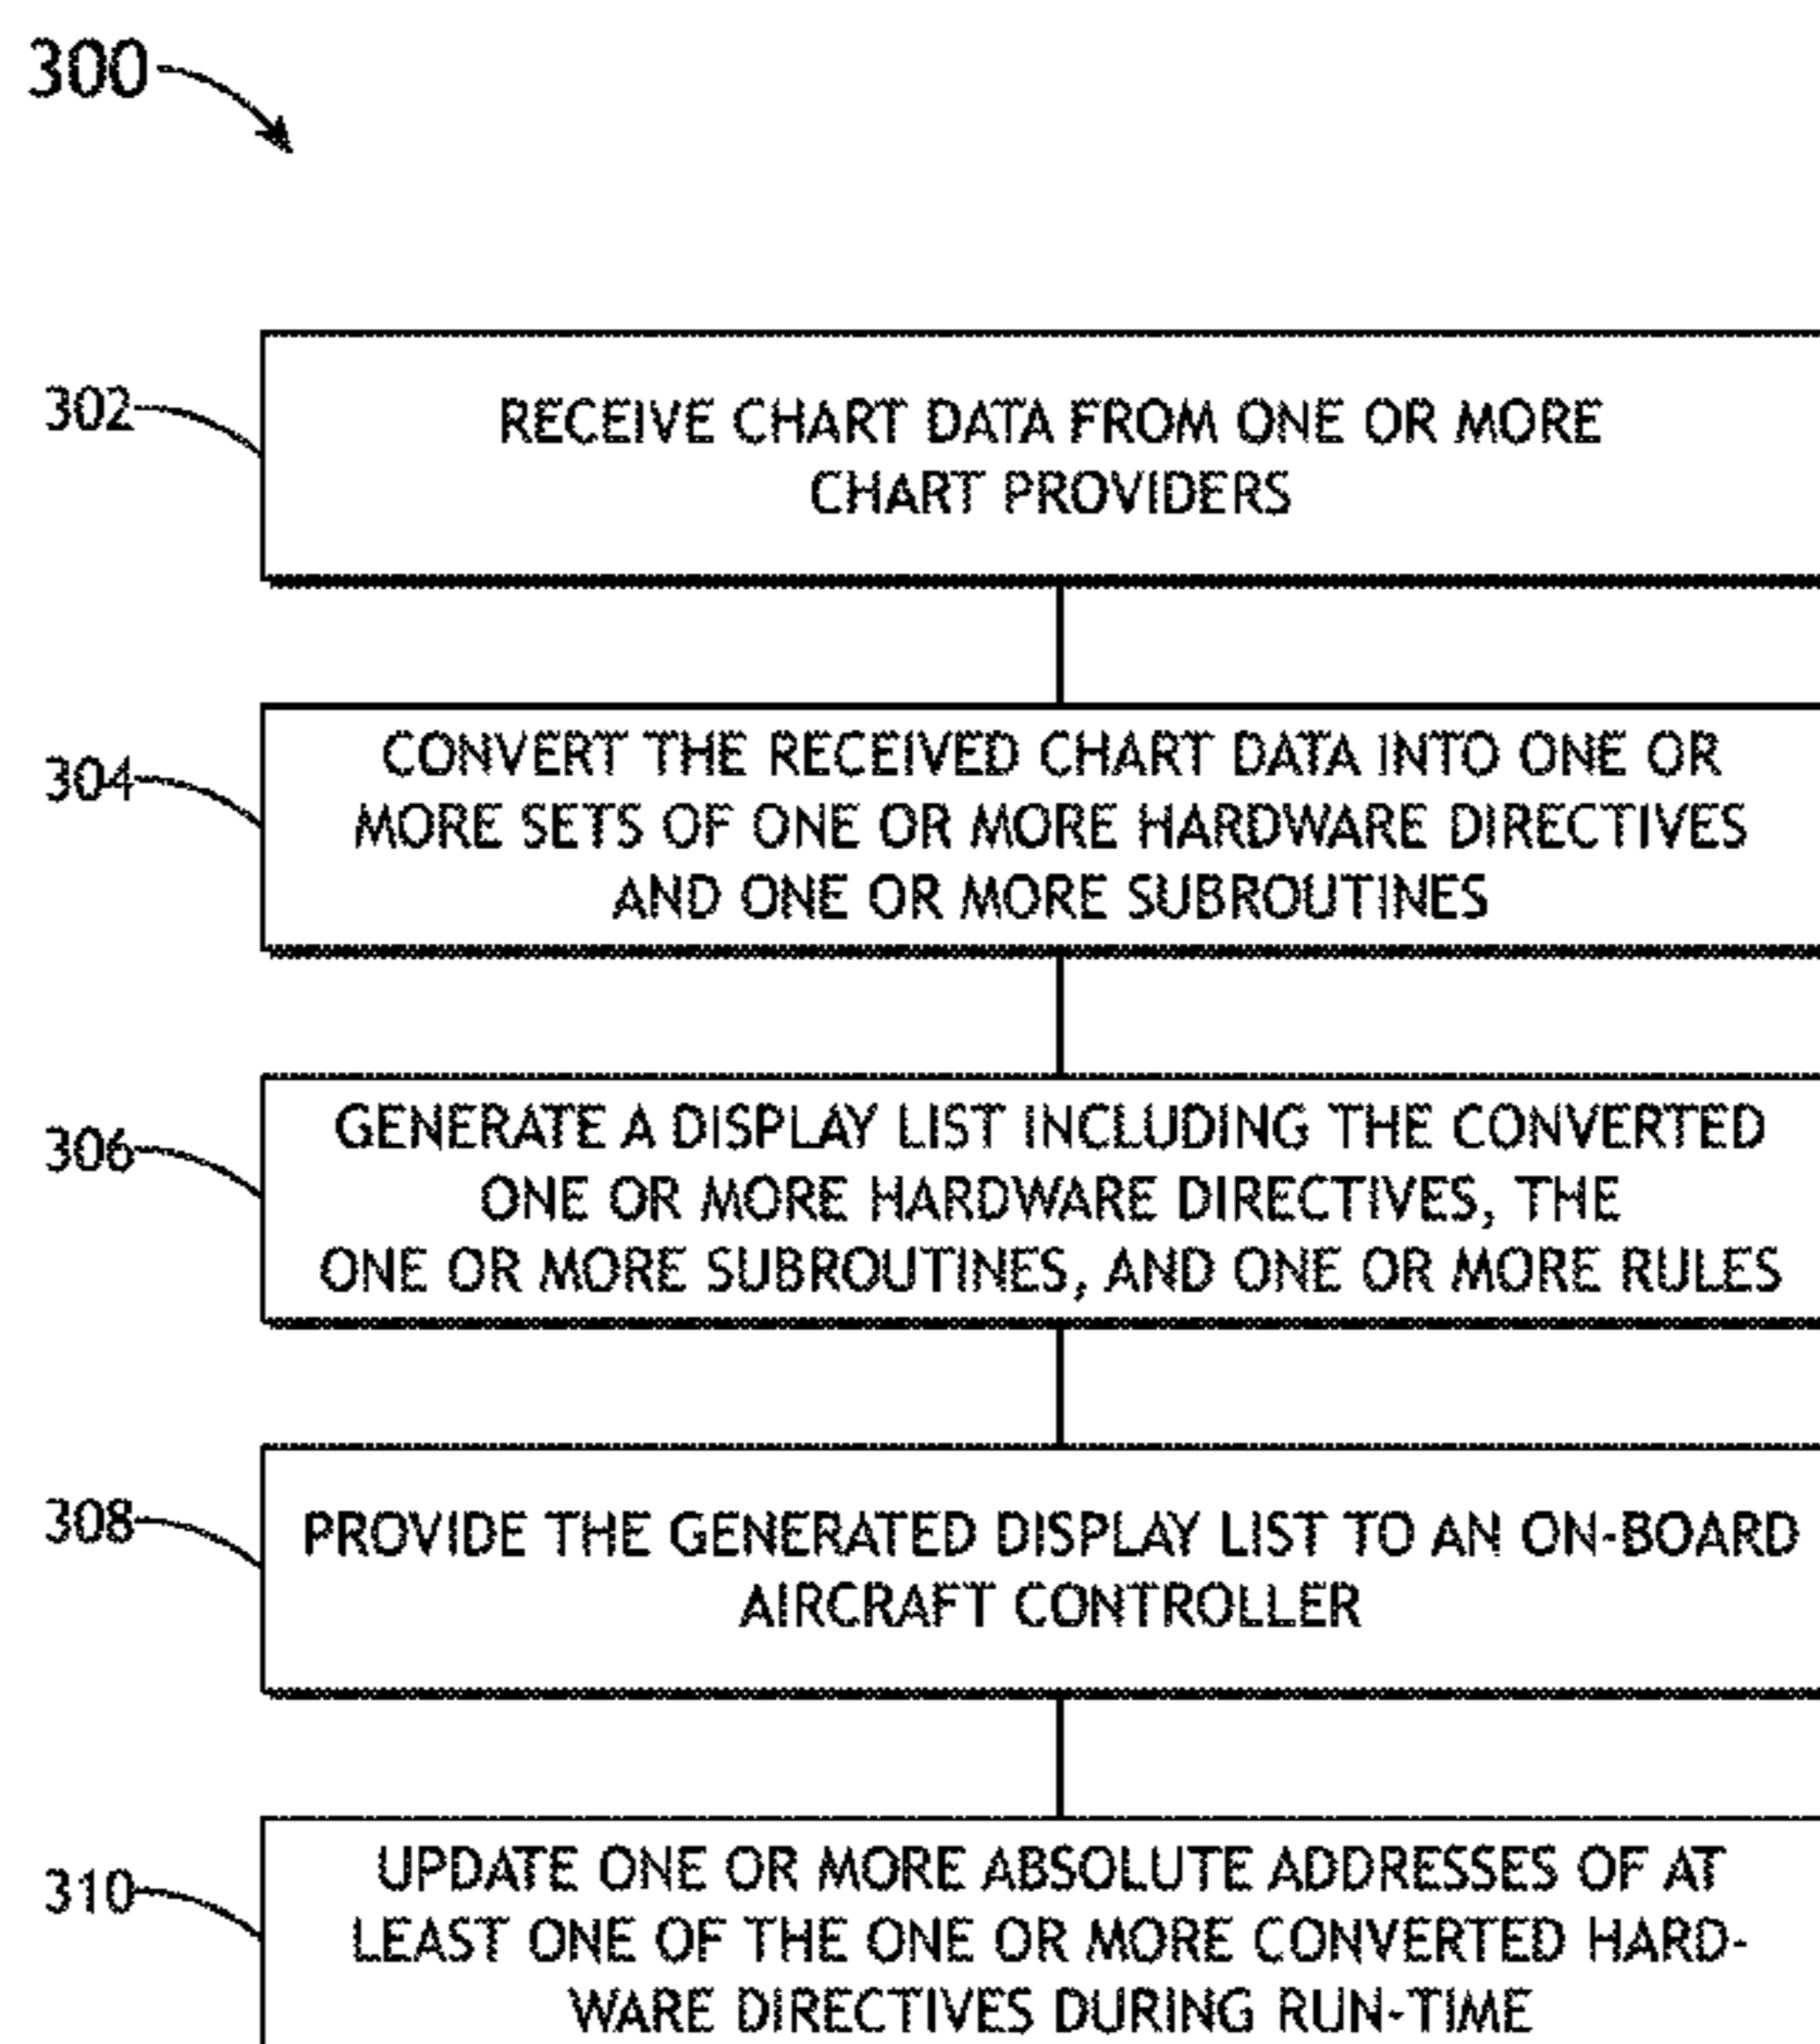 300
302
RECEIVE CHART DATA FROM ONE OR MORE
CHART PROVIDERS
304
CONVERT THE RECEIVED CHART DATA INTO ONE OR
MORE SETS OF ONE OR MORE HARDWARE DIRECTIVES
AND ONE OR MORE SUBROUTINES
306
GENERATE A DISPLAY LIST INCLUDING THE CONVERTED
ONE OR MORE HARDWARE DIRECTIVES, THE
ONE OR MORE SUBROUTINES, AND ONE OR MORE RULES
308
PROVIDE THE GENERATED DISPLAY LIST TO AN ON-BOARD
AIRCRAFT CONTROLLER
310
UPDATE ONE OR MORE ABSOLUTE ADDRESSES OF AT
LEAST ONE OF THE ONE OR MORE CONVERTED HARD-
WARE DIRECTIVES DURING RUN-TIME